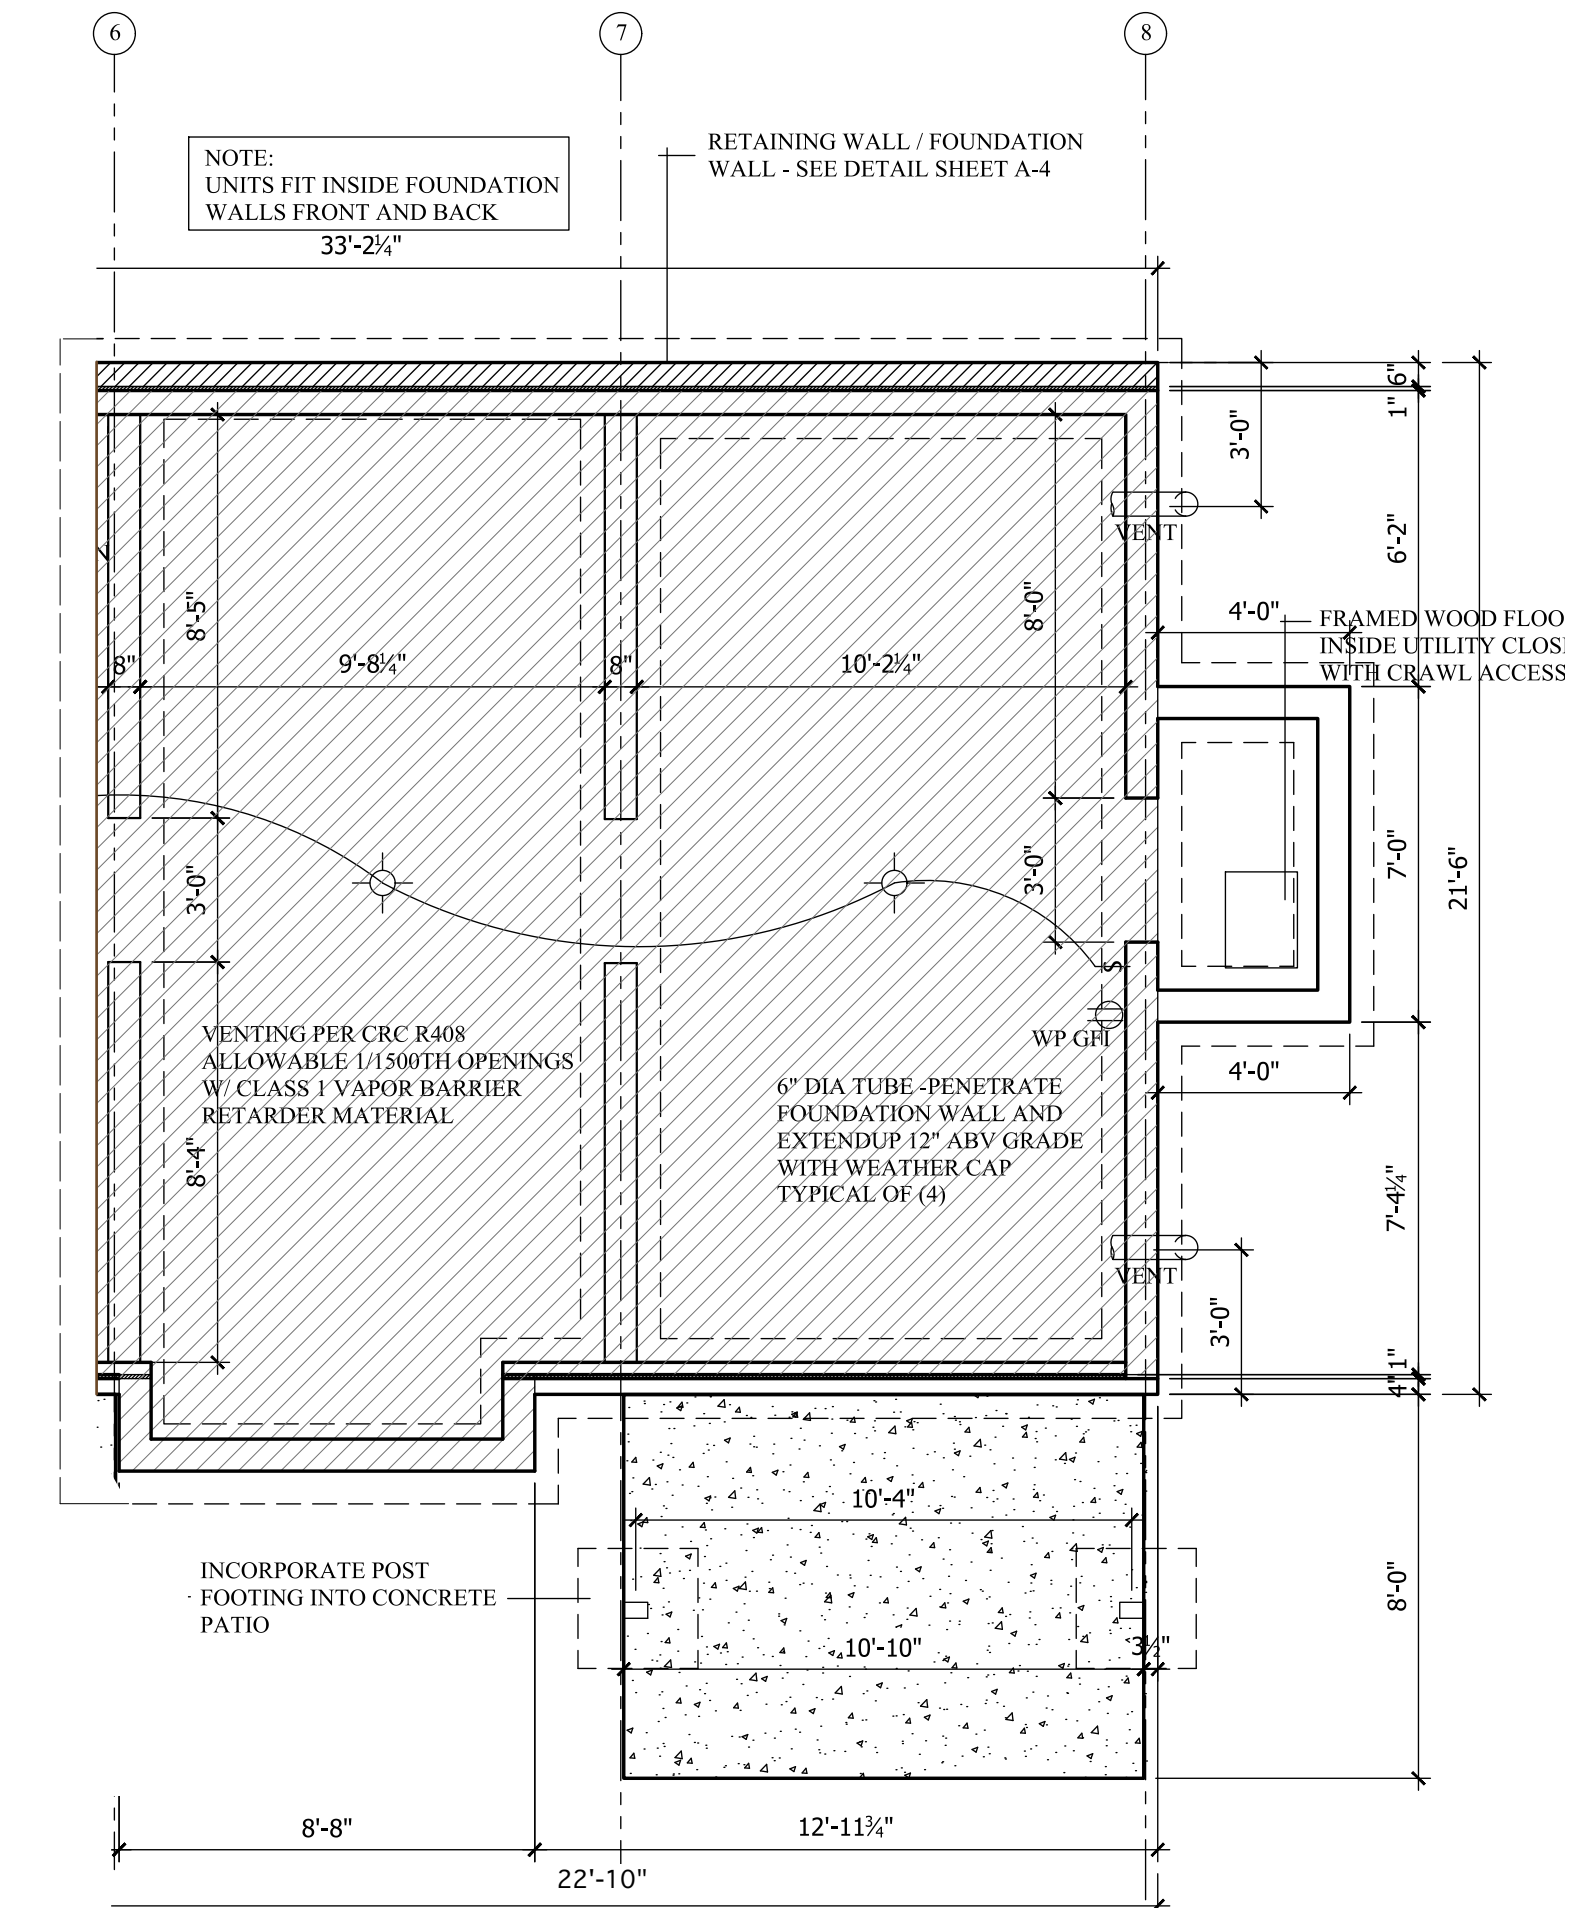 6
7
8
NOTE:
UNITS FIT INSIDE FOUNDATION
WALLS FRONT AND BACK
RETAINING WALL / FOUNDATION
WALL - SEE DETAIL SHEET A-4
33'-2¼"
6"
1"
3'-0"
VENT
6'-2"
8'-5"
8'-0"
4'-0"
FRAMED WOOD FLOO
INSIDE UTILITY CLOS
WITH CRAWL ACCESS
8"
9'-8¼"
8"
10'-2¼"
3'-0"
3'-0"
7'-0"
21'-6"
S
WP GFI
VENTING PER CRC R408
ALLOWABLE 1/1500TH OPENINGS
W/ CLASS 1 VAPOR BARRIER
RETARDER MATERIAL
4'-0"
6" DIA TUBE -PENETRATE
FOUNDATION WALL AND
EXTENDUP 12" ABV GRADE
WITH WEATHER CAP
TYPICAL OF (4)
8'-4"
7'-4¼"
VENT
3'-0"
1"
4"
10'-4"
INCORPORATE POST
FOOTING INTO CONCRETE
PATIO
8'-0"
10'-10"
3½"
8'-8"
12'-11¾"
22'-10"